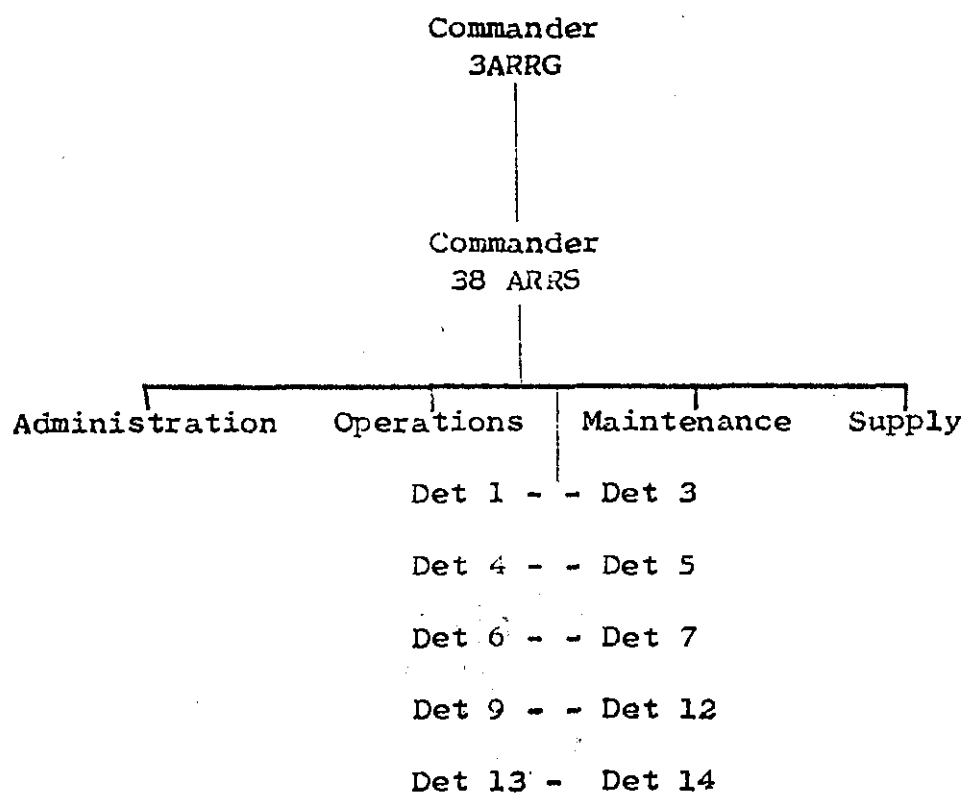 Commander
3ARRG
Commander
38 ARRS
Administration Operations Maintenance Supply
Det 1 - - Det 3
Det 4 - - Det 5
Det 6 - - Det 7
Det 9 - - Det 12
Det 13 - Det 14